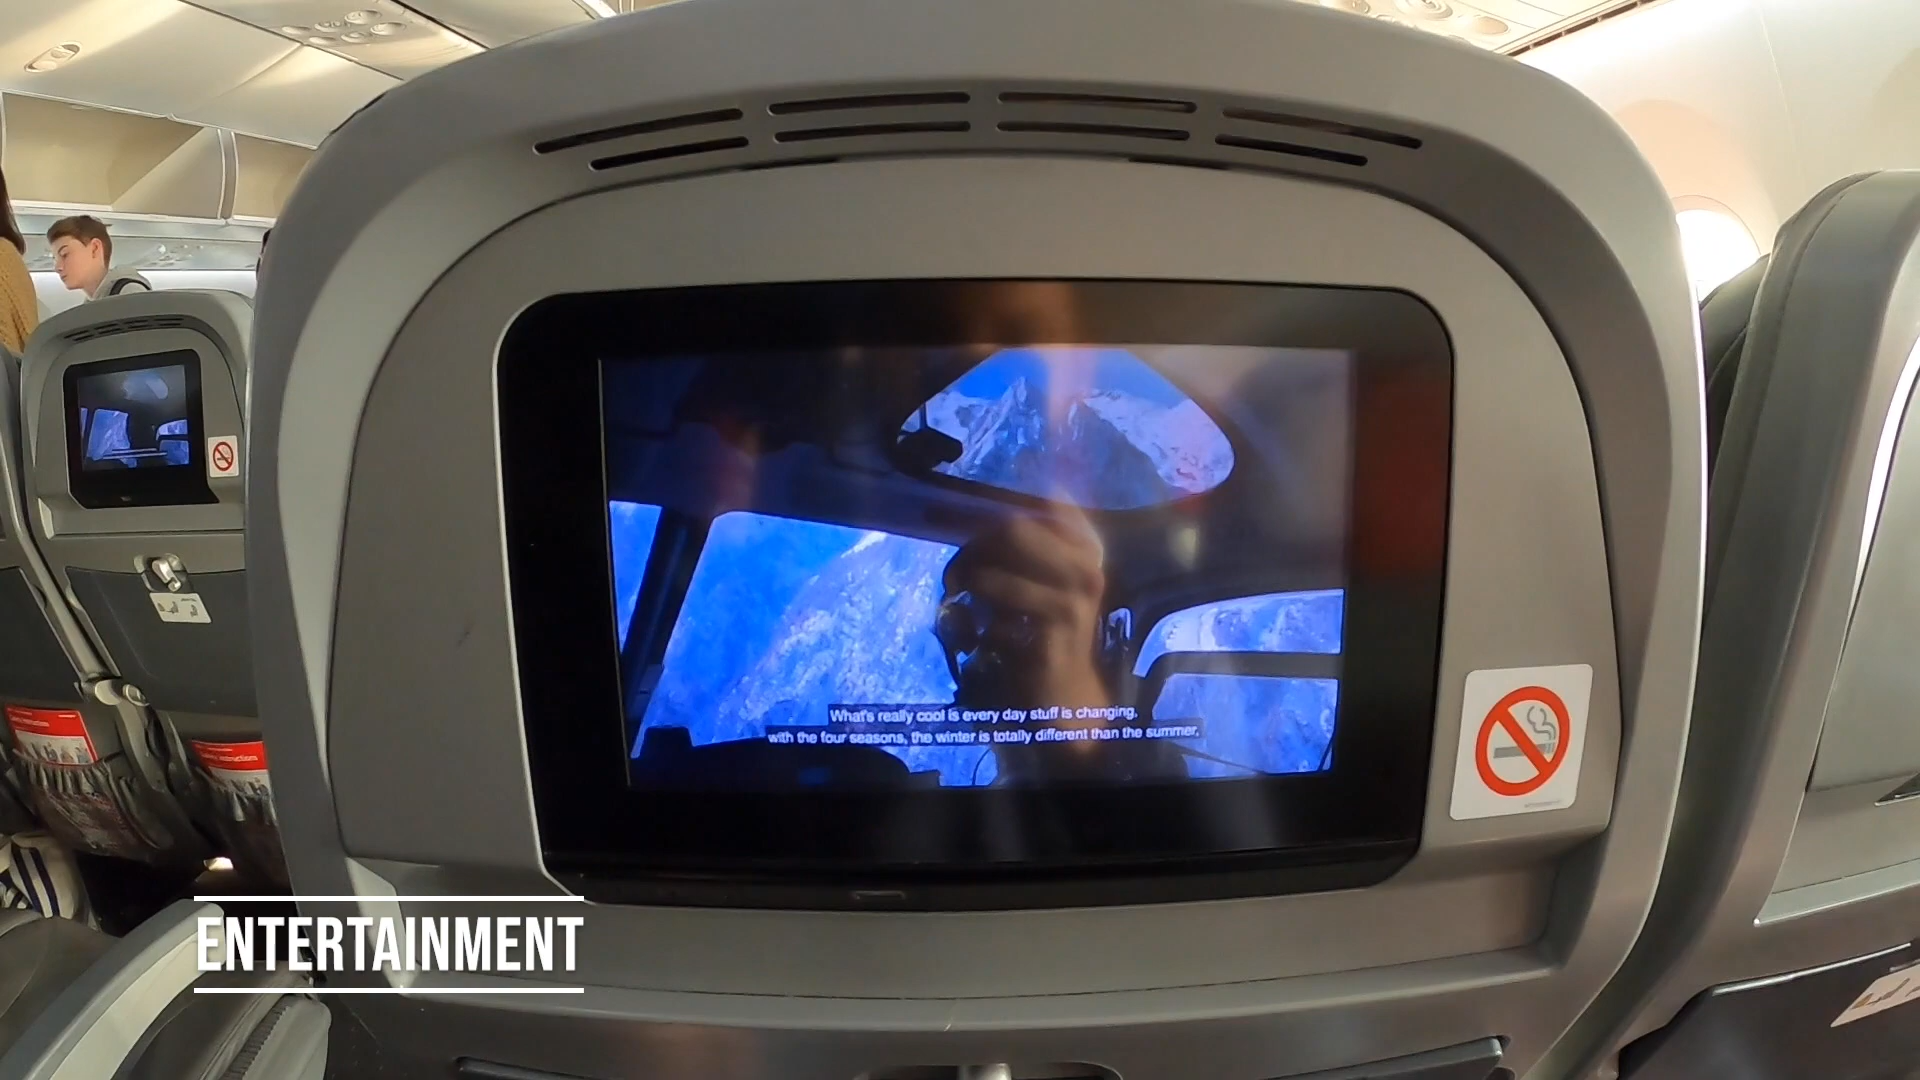 What's really cool is every day stuff is changing,
with the four seasons, the winter is totally different than the summer,
ENTERTAINMENT